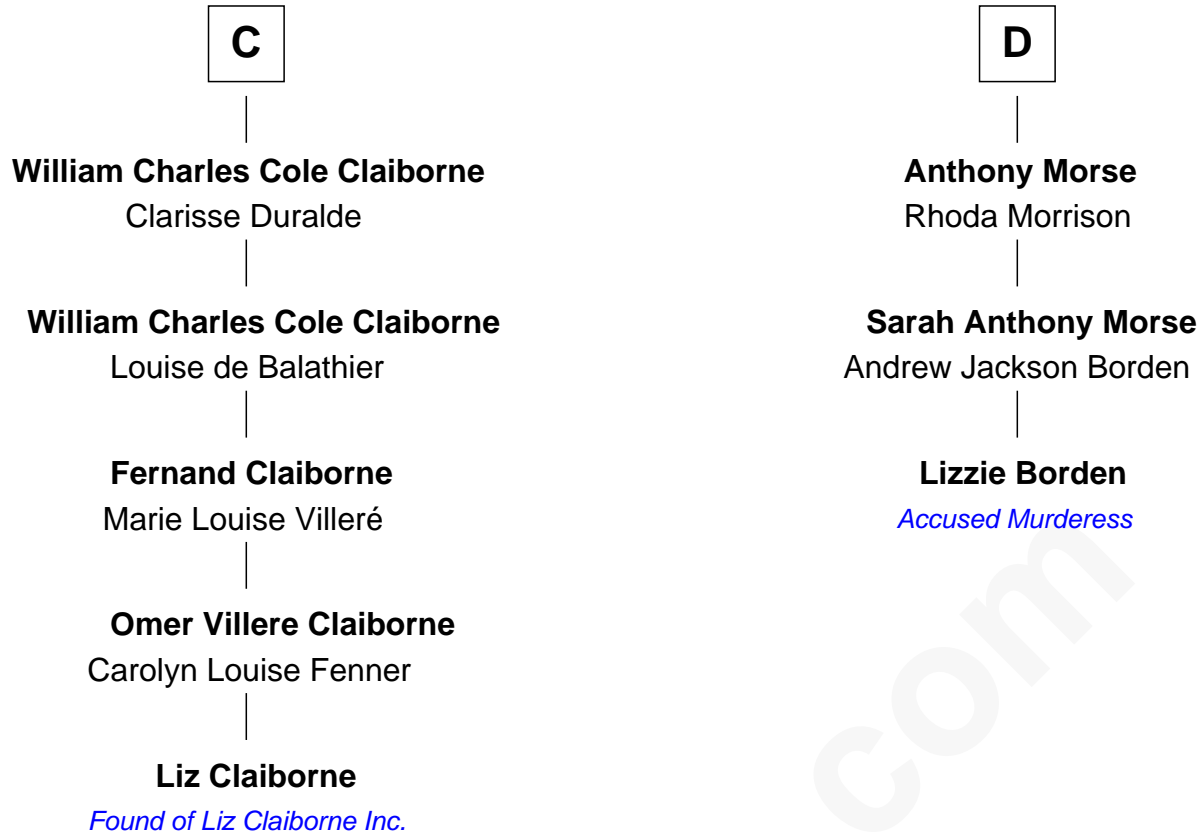 C
William Charles Cole Claiborne
Clarisse Duralde
William Charles Cole Claiborne
Louise de Balathier
Fernand Claiborne
Marie Louise Villeré
Omer Villere Claiborne
Carolyn Louise Fenner
Liz Claiborne
Found of Liz Claiborne Inc.
D
Anthony Morse
Rhoda Morrison
Sarah Anthony Morse
Andrew Jackson Borden
Lizzie Borden
Accused Murderess
com